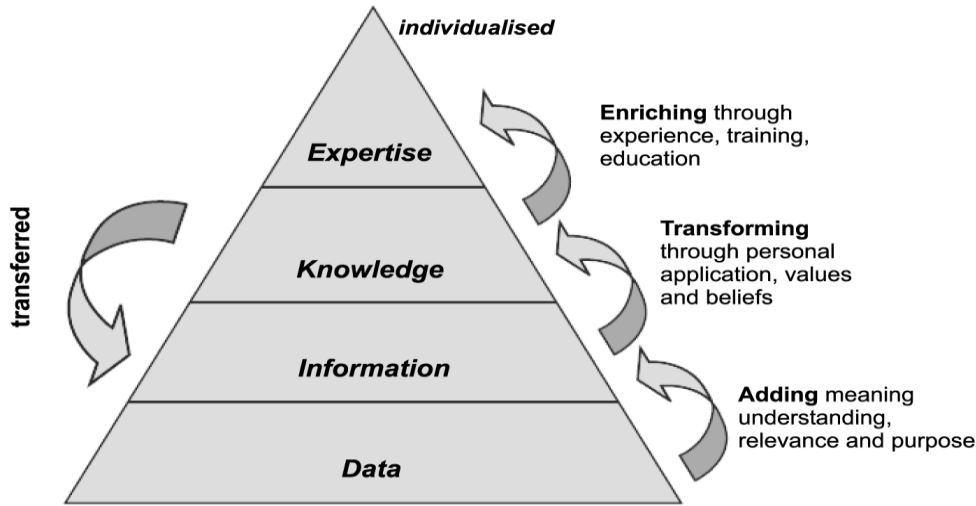 individualised
Enriching through
experience, training,
education
Expertise
transferred
Transforming
through personal
application, values
and beliefs
Knowledge
Information
Adding meaning
understanding,
relevance and purpose
Data